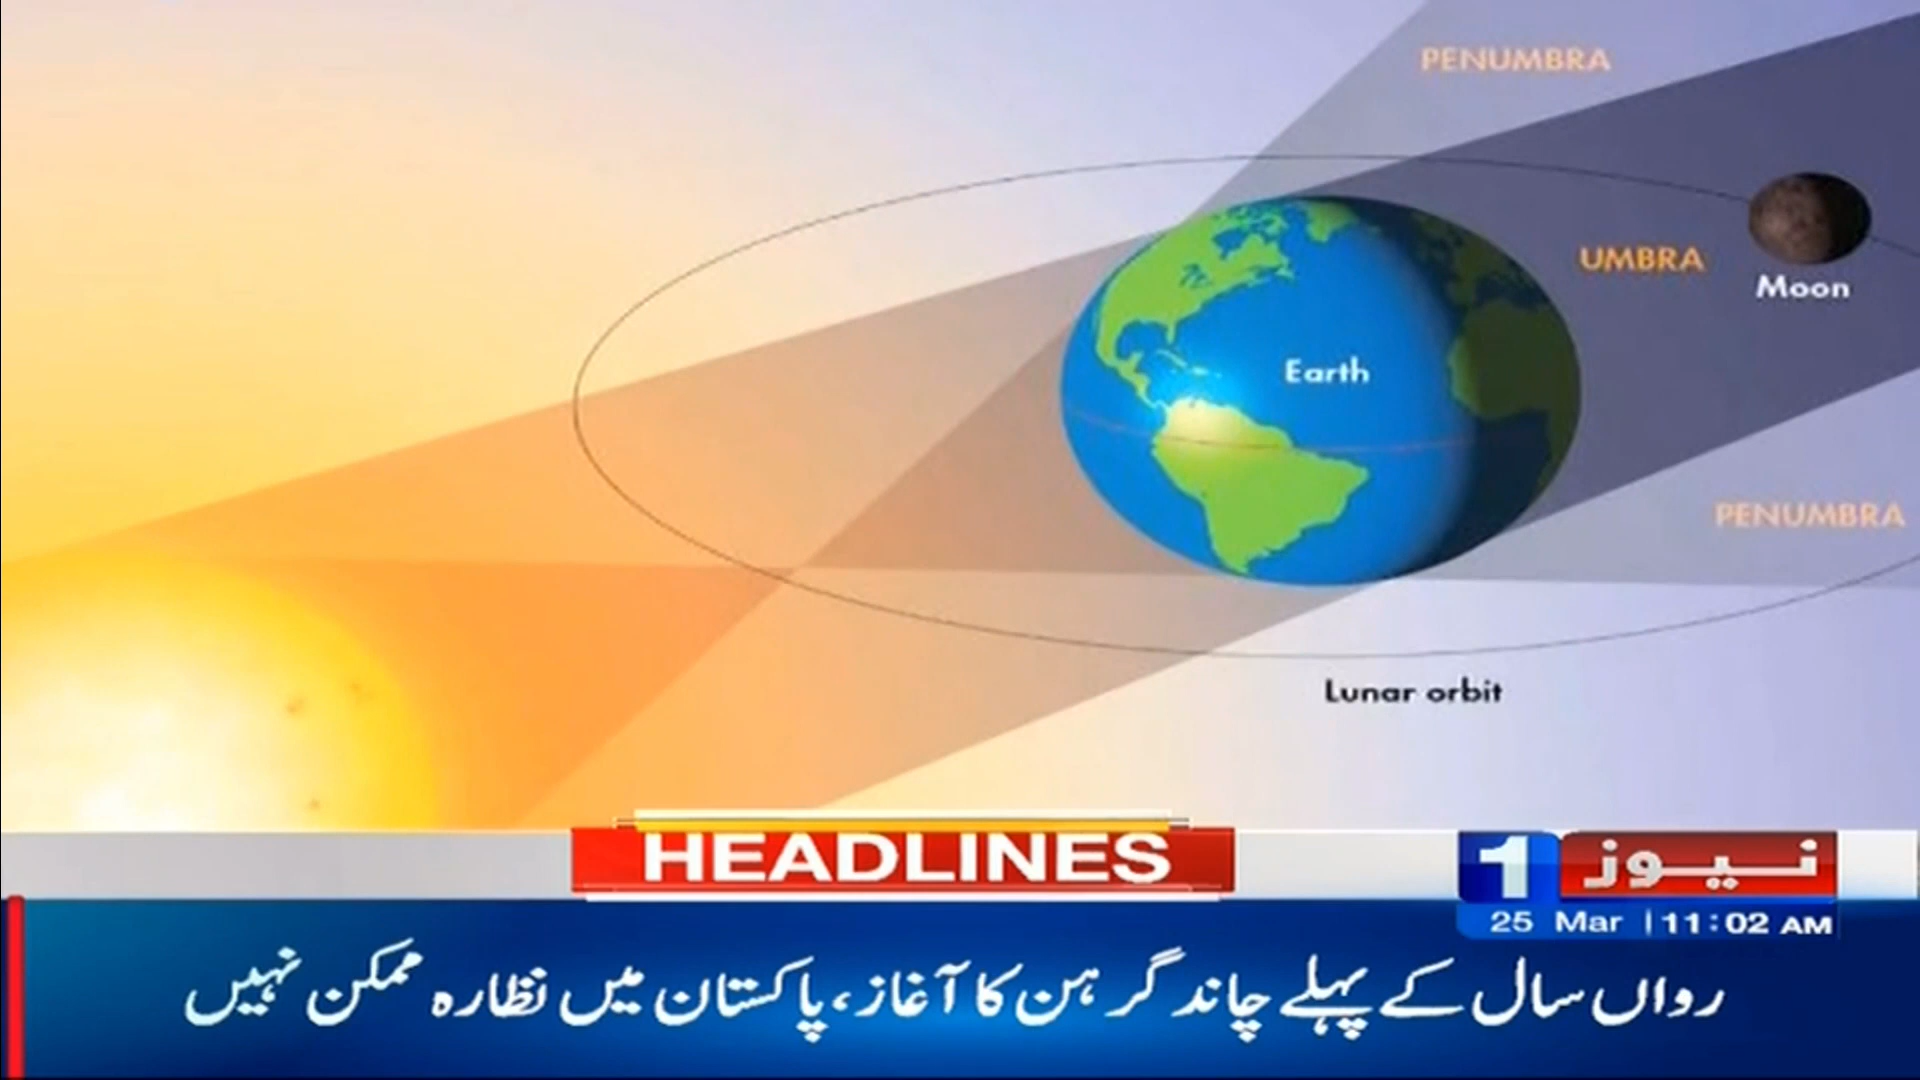 PENUMBRA
UMBRA
Moon
Earth
PENUMBRA
Lunar orbit
HEADLINES
1 نیوز
25 Mar | 11:02 AM
رواں سال کے پہلے چاند گرہن کا آغاز، پاکستان میں نظارہ ممکن نہیں